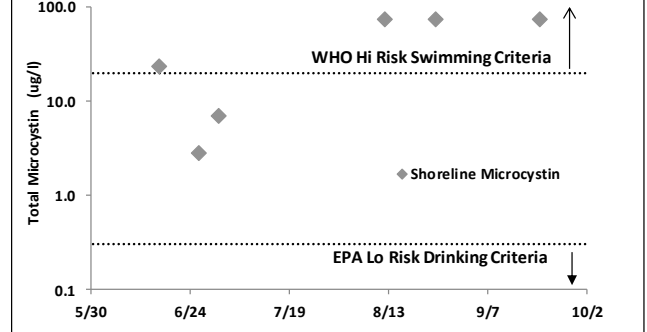 100.0
WHO Hi Risk Swimming Criteria
10.0
Total Microcystin (ug/l)
Shoreline Microcystin
1.0
EPA Lo Risk Drinking Criteria
0.1
5/30 6/24 7/19 8/13 9/7 10/2